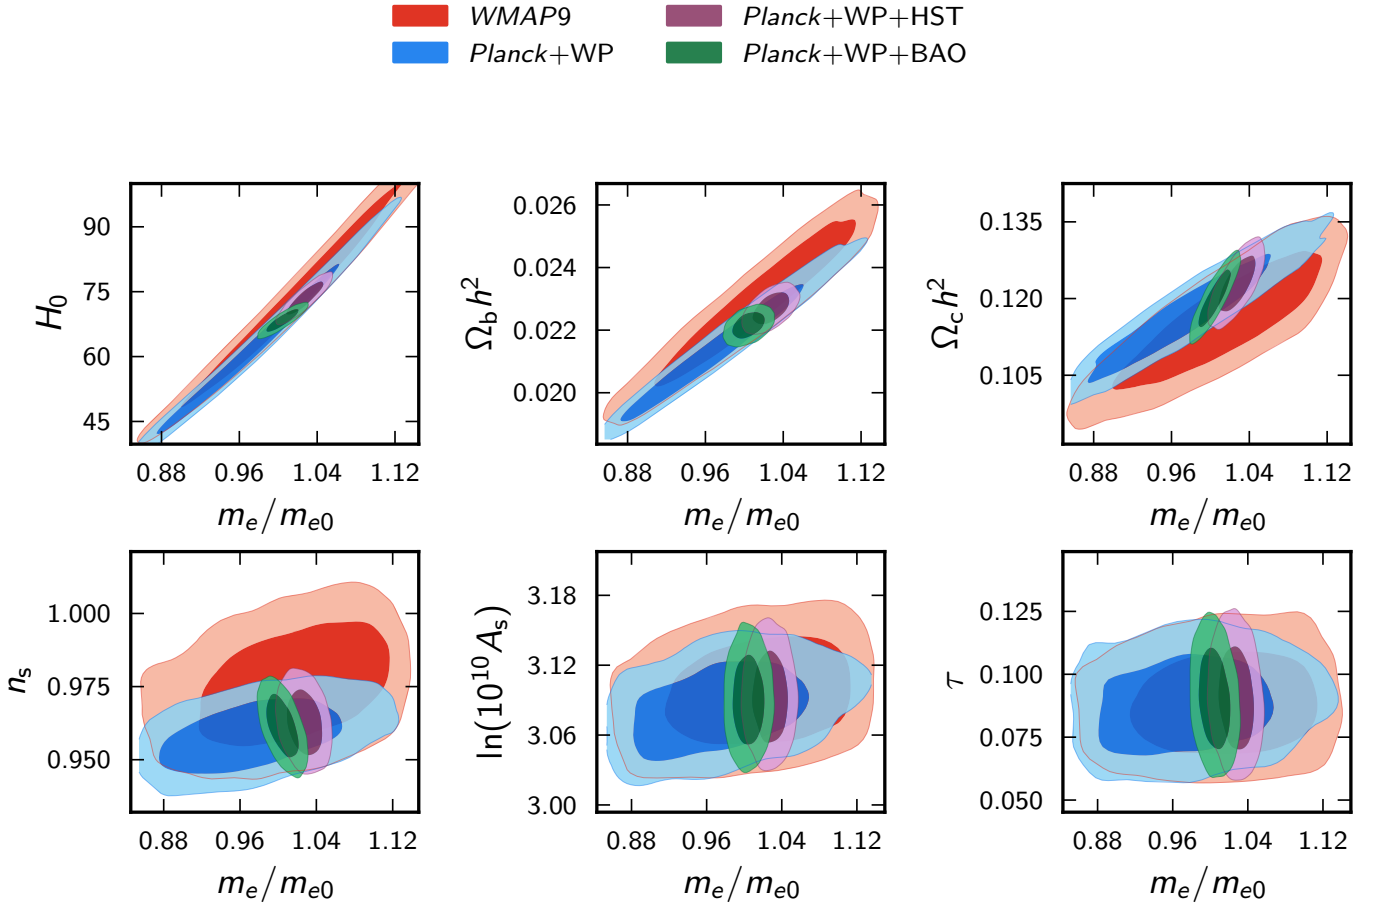 WMAP9
Planck+WP
Planck+WP+HST
Planck+WP+BAO
H₀
90
75
60
45
0.88 0.96 1.04 1.12
mₑ/mₑ₀
Ω_b h²
0.026
0.024
0.022
0.020
0.88 0.96 1.04 1.12
mₑ/mₑ₀
Ω_c h²
0.135
0.120
0.105
0.88 0.96 1.04 1.12
mₑ/mₑ₀
nₛ
1.000
0.975
0.950
0.88 0.96 1.04 1.12
mₑ/mₑ₀
ln(10¹⁰Aₛ)
3.18
3.12
3.06
3.00
0.88 0.96 1.04 1.12
mₑ/mₑ₀
τ
0.125
0.100
0.075
0.050
0.88 0.96 1.04 1.12
mₑ/mₑ₀